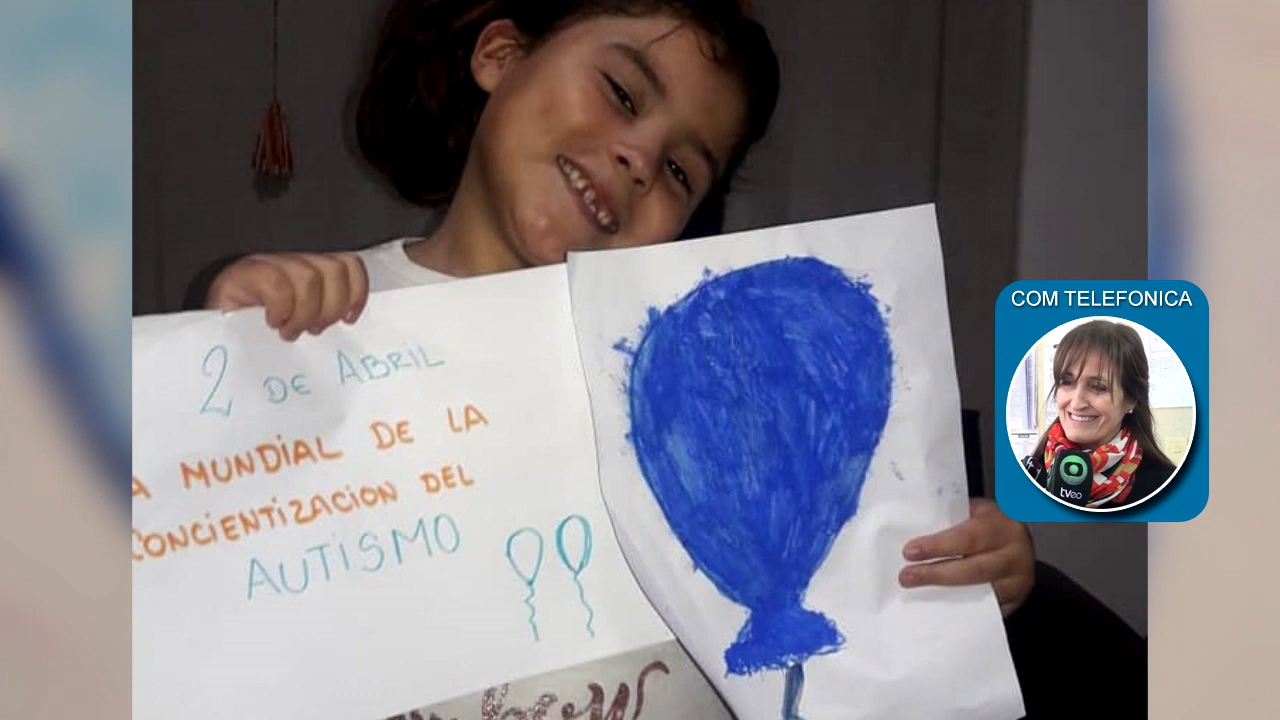 2 DE ABRIL
A MUNDIAL DE LA
CONCIENTIZACION DEL
AUTISMO
COM TELEFONICA
tveo